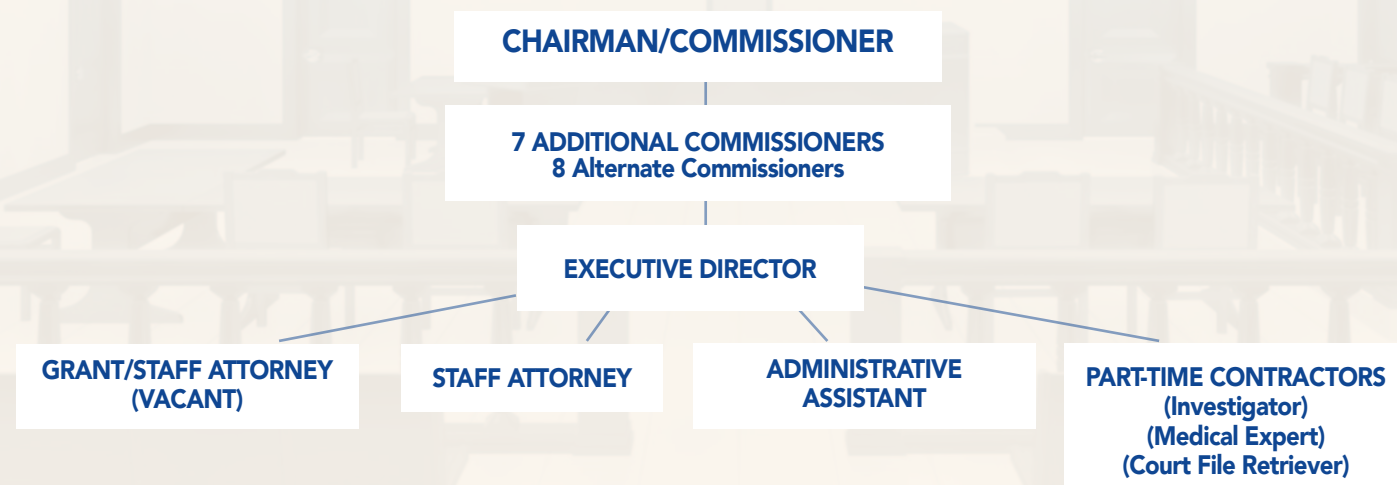 CHAIRMAN/COMMISSIONER
7 ADDITIONAL COMMISSIONERS
8 Alternate Commissioners
EXECUTIVE DIRECTOR
GRANT/STAFF ATTORNEY
(VACANT)
STAFF ATTORNEY
ADMINISTRATIVE
ASSISTANT
PART-TIME CONTRACTORS
(Investigator)
(Medical Expert)
(Court File Retriever)